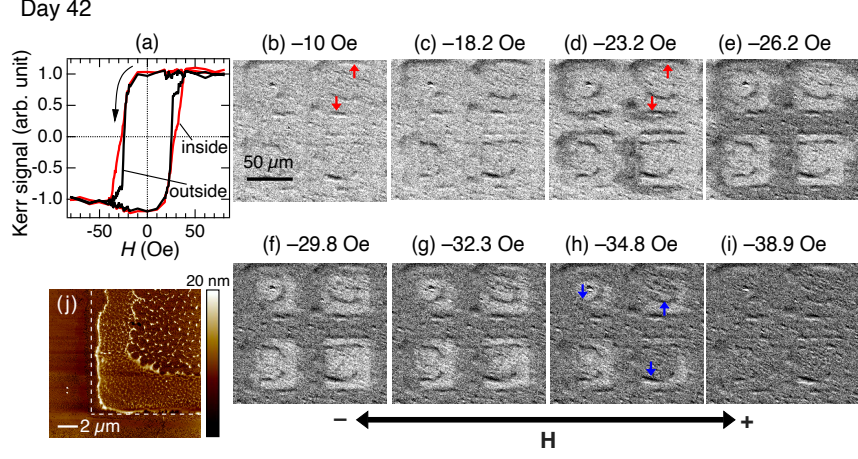 Day 42
(a)
Kerr signal (arb. unit)
1.0
0.5
0.0
-0.5
-1.0
inside
outside
-50
0
50
H (Oe)
(b) –10 Oe
50 µm
(c) –18.2 Oe
(d) –23.2 Oe
(e) –26.2 Oe
(f) –29.8 Oe
(g) –32.3 Oe
(h) –34.8 Oe
(i) –38.9 Oe
(j)
20 nm
0
2 µm
– +
H